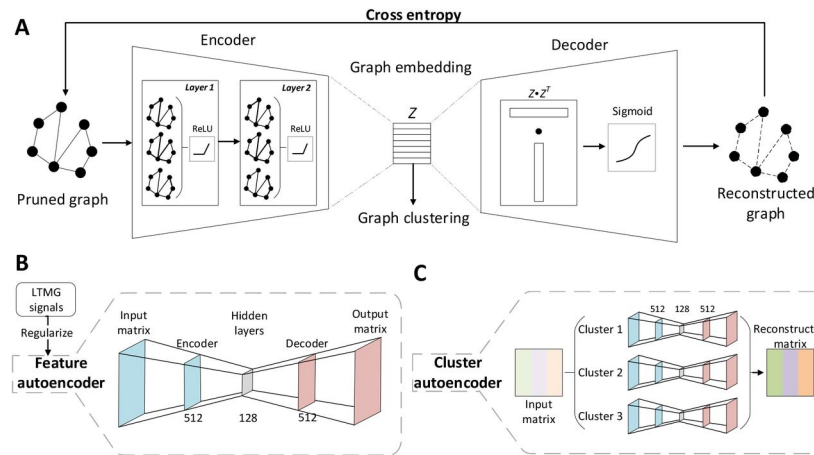 Cross entropy
A
Encoder
Decoder
Graph embedding
Layer 1
Layer 2
ReLU
ReLU
Z
Z•Z^T
Sigmoid
Pruned graph
Graph clustering
Reconstructed
graph
B
LTMG
signals
Regularize
Feature
autoencoder
Input
matrix
Encoder
Hidden
layers
Decoder
Output
matrix
512
128
512
C
Cluster
autoencoder
Input
matrix
Cluster 1
Cluster 2
Cluster 3
512 128 512
Reconstruct
matrix